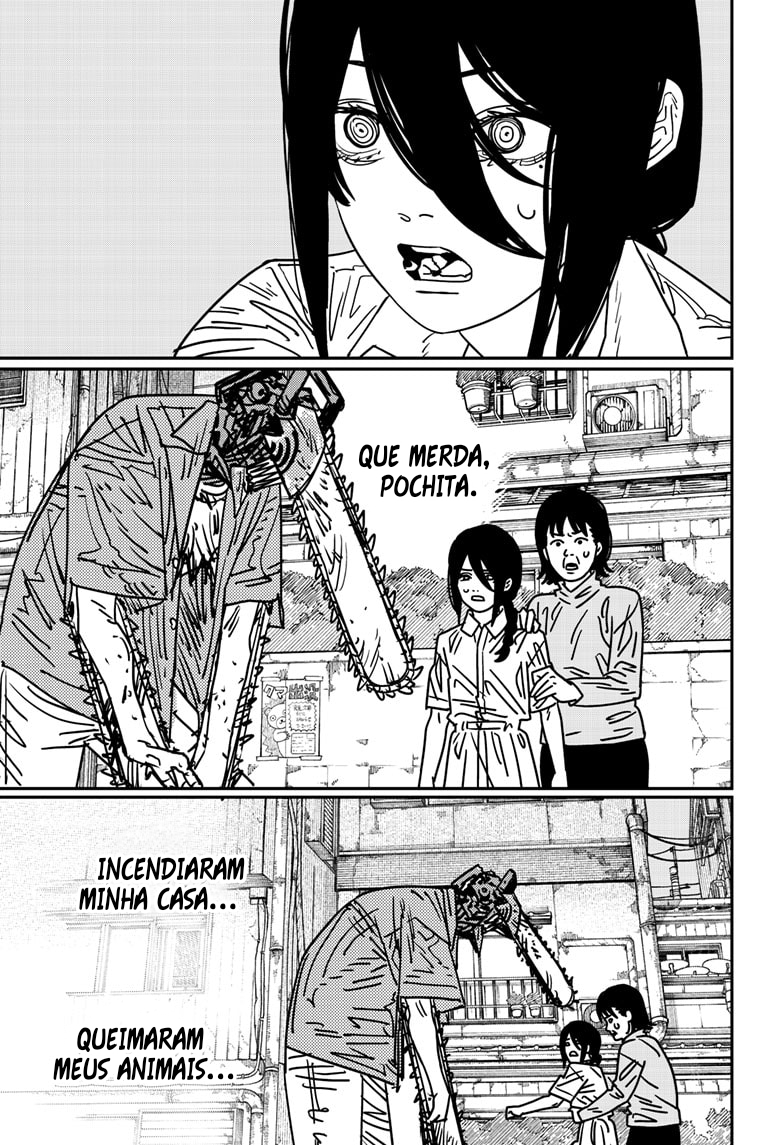 QUE MERDA,
POCHITA.
INCENDIARAM
MINHA CASA...
QUEIMARAM
MEUS ANIMAIS...